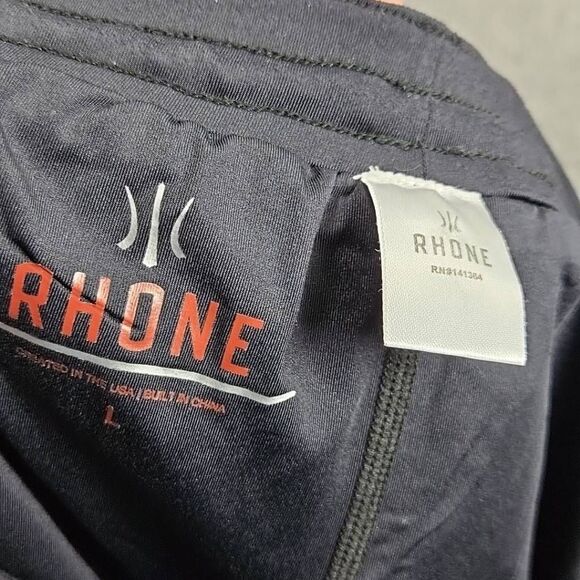 RHONE
CREATED IN THE USA / BUILT IN CHINA
L
RHONE
RN#141384